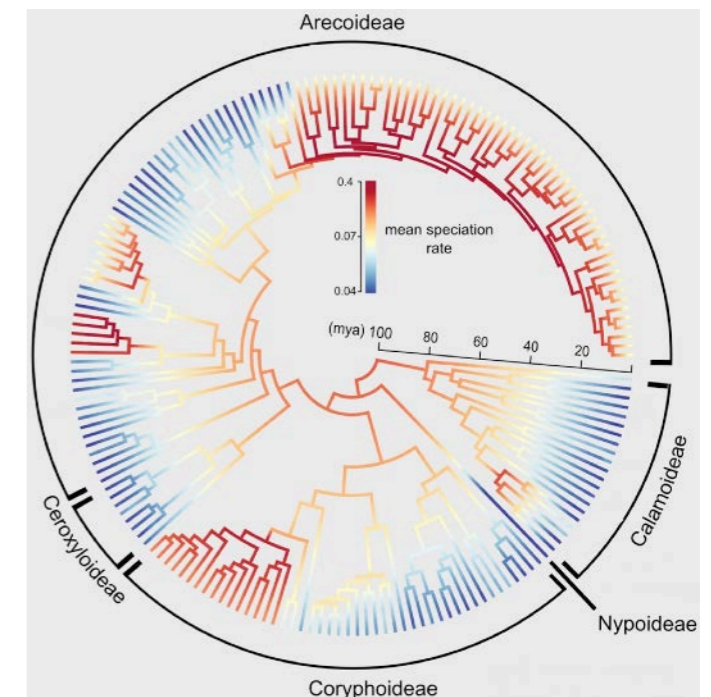 Arecoideae
0.4
0.07
mean speciation
rate
0.04
(mya) 100
80
60
40
20
Calamoideae
Ceroxyloideae
Nypoideae
Coryphoideae